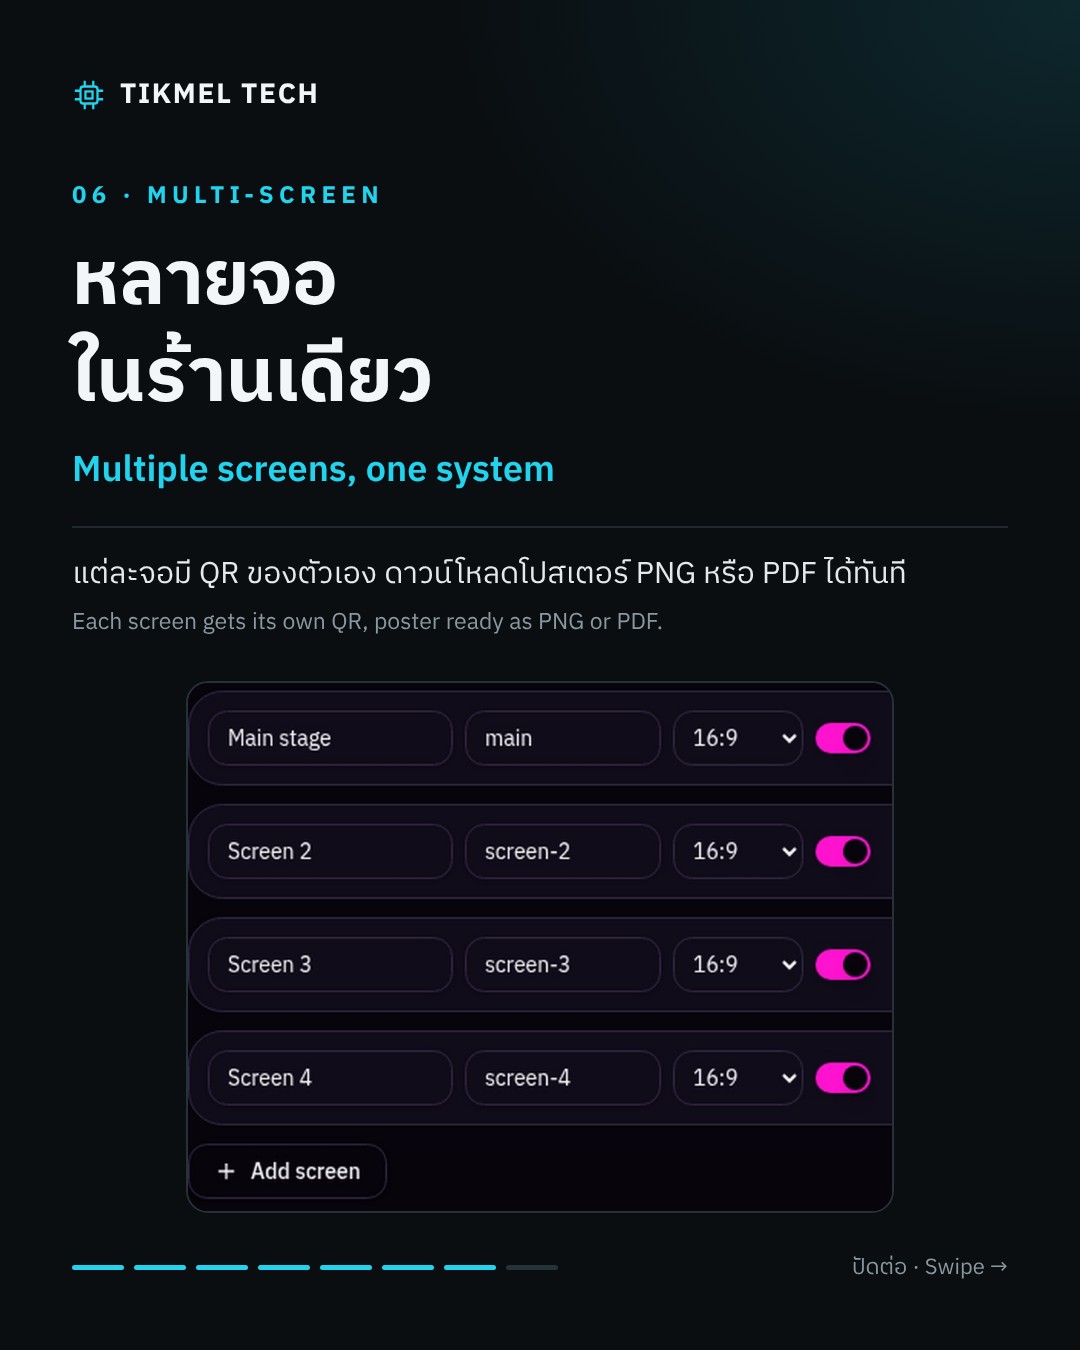 TIKMEL TECH
06 · MULTI-SCREEN
หลายจอ
ในร้านเดียว
Multiple screens, one system
แต่ละจอมี QR ของตัวเอง ดาวน์โหลดโปสเตอร์ PNG หรือ PDF ได้ทันที
Each screen gets its own QR, poster ready as PNG or PDF.
Main stage main 16:9
Screen 2 screen-2 16:9
Screen 3 screen-3 16:9
Screen 4 screen-4 16:9
+ Add screen
ปัดต่อ · Swipe →